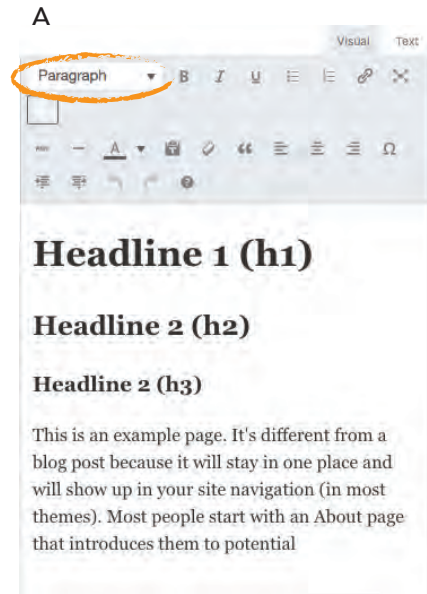 A
Visual Text
Paragraph B I U
A “ Ω
Headline 1 (h1)
Headline 2 (h2)
Headline 2 (h3)
This is an example page. It's different from a
blog post because it will stay in one place and
will show up in your site navigation (in most
themes). Most people start with an About page
that introduces them to potential